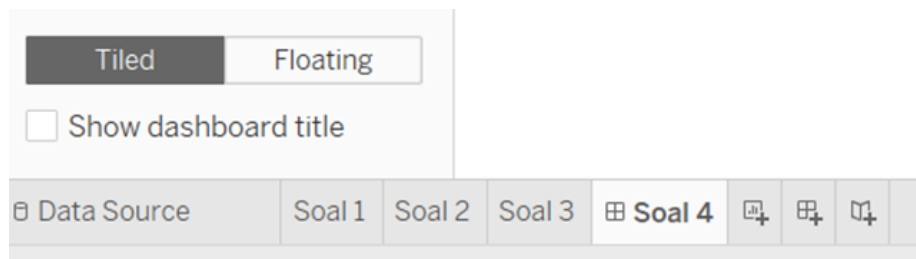 Tiled Floating
Show dashboard title
Data Source Soal 1 Soal 2 Soal 3 Soal 4